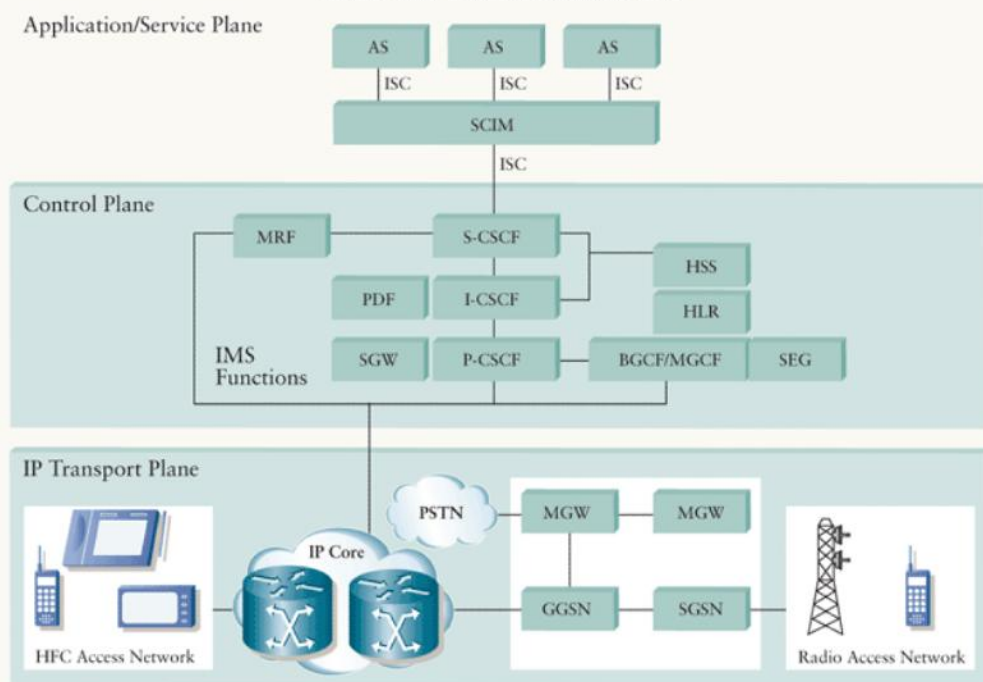 Application/Service Plane
AS
AS
AS
ISC
ISC
ISC
SCIM
ISC
Control Plane
MRF
S-CSCF
HSS
PDF
I-CSCF
HLR
IMS
Functions
SGW
P-CSCF
BGCF/MGCF
SEG
IP Transport Plane
PSTN
MGW
MGW
IP Core
GGSN
SGSN
HFC Access Network
Radio Access Network